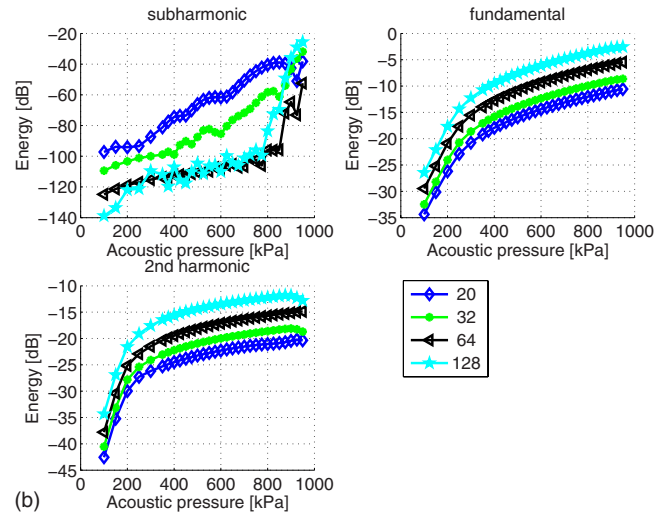 subharmonic
Energy [dB]
−20
−40
−60
−80
−100
−120
−140
0 200 400 600 800 1000
Acoustic pressure [kPa]
fundamental
Energy [dB]
0
−5
−10
−15
−20
−25
−30
−35
0 200 400 600 800 1000
Acoustic pressure [kPa]
2nd harmonic
Energy [dB]
−10
−15
−20
−25
−30
−35
−40
−45
0 200 400 600 800 1000
Acoustic pressure [kPa]
20
32
64
128
(b)